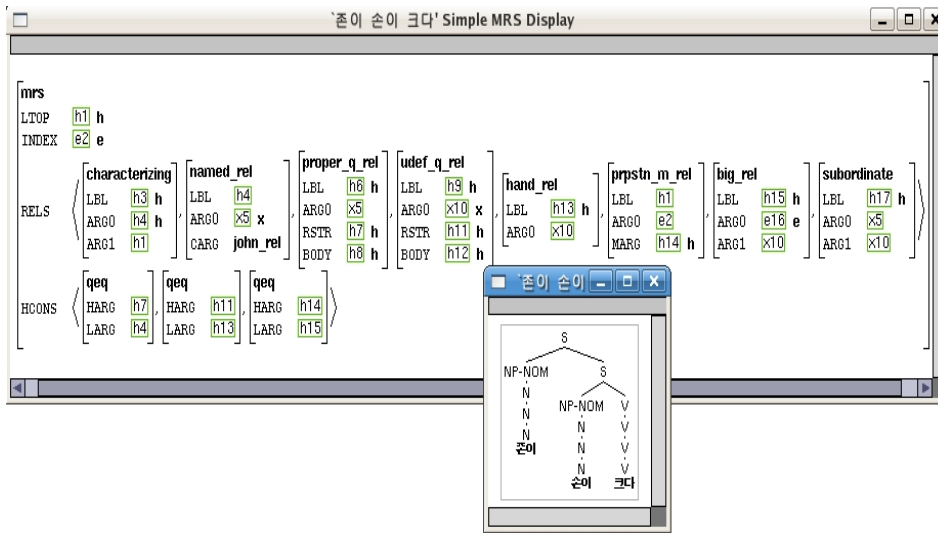 `존이 손이 크다' Simple MRS Display
mrs
LTOP h1 h
INDEX e2 e
RELS
characterizing
LBL h3 h
ARG0 h4 h
ARG1 h1
named_rel
LBL h4
ARG0 x5 x
CARG john_rel
proper_q_rel
LBL h6 h
ARG0 x5
RSTR h7 h
BODY h8 h
udef_q_rel
LBL h9 h
ARG0 x10 x
RSTR h11 h
BODY h12 h
hand_rel
LBL h13 h
ARG0 x10
prpstn_m_rel
LBL h1
ARG0 e2
MARG h14 h
big_rel
LBL h15 h
ARG0 e16 e
ARG1 x10
subordinate
LBL h17 h
ARG0 x5
ARG1 x10
HCONS
qeq
HARG h7
LARG h4
qeq
HARG h11
LARG h13
qeq
HARG h14
LARG h15
`존이 손이
S
NP-NOM S
N NP-NOM V
N N V
N N V
존이
N V
손이 크다